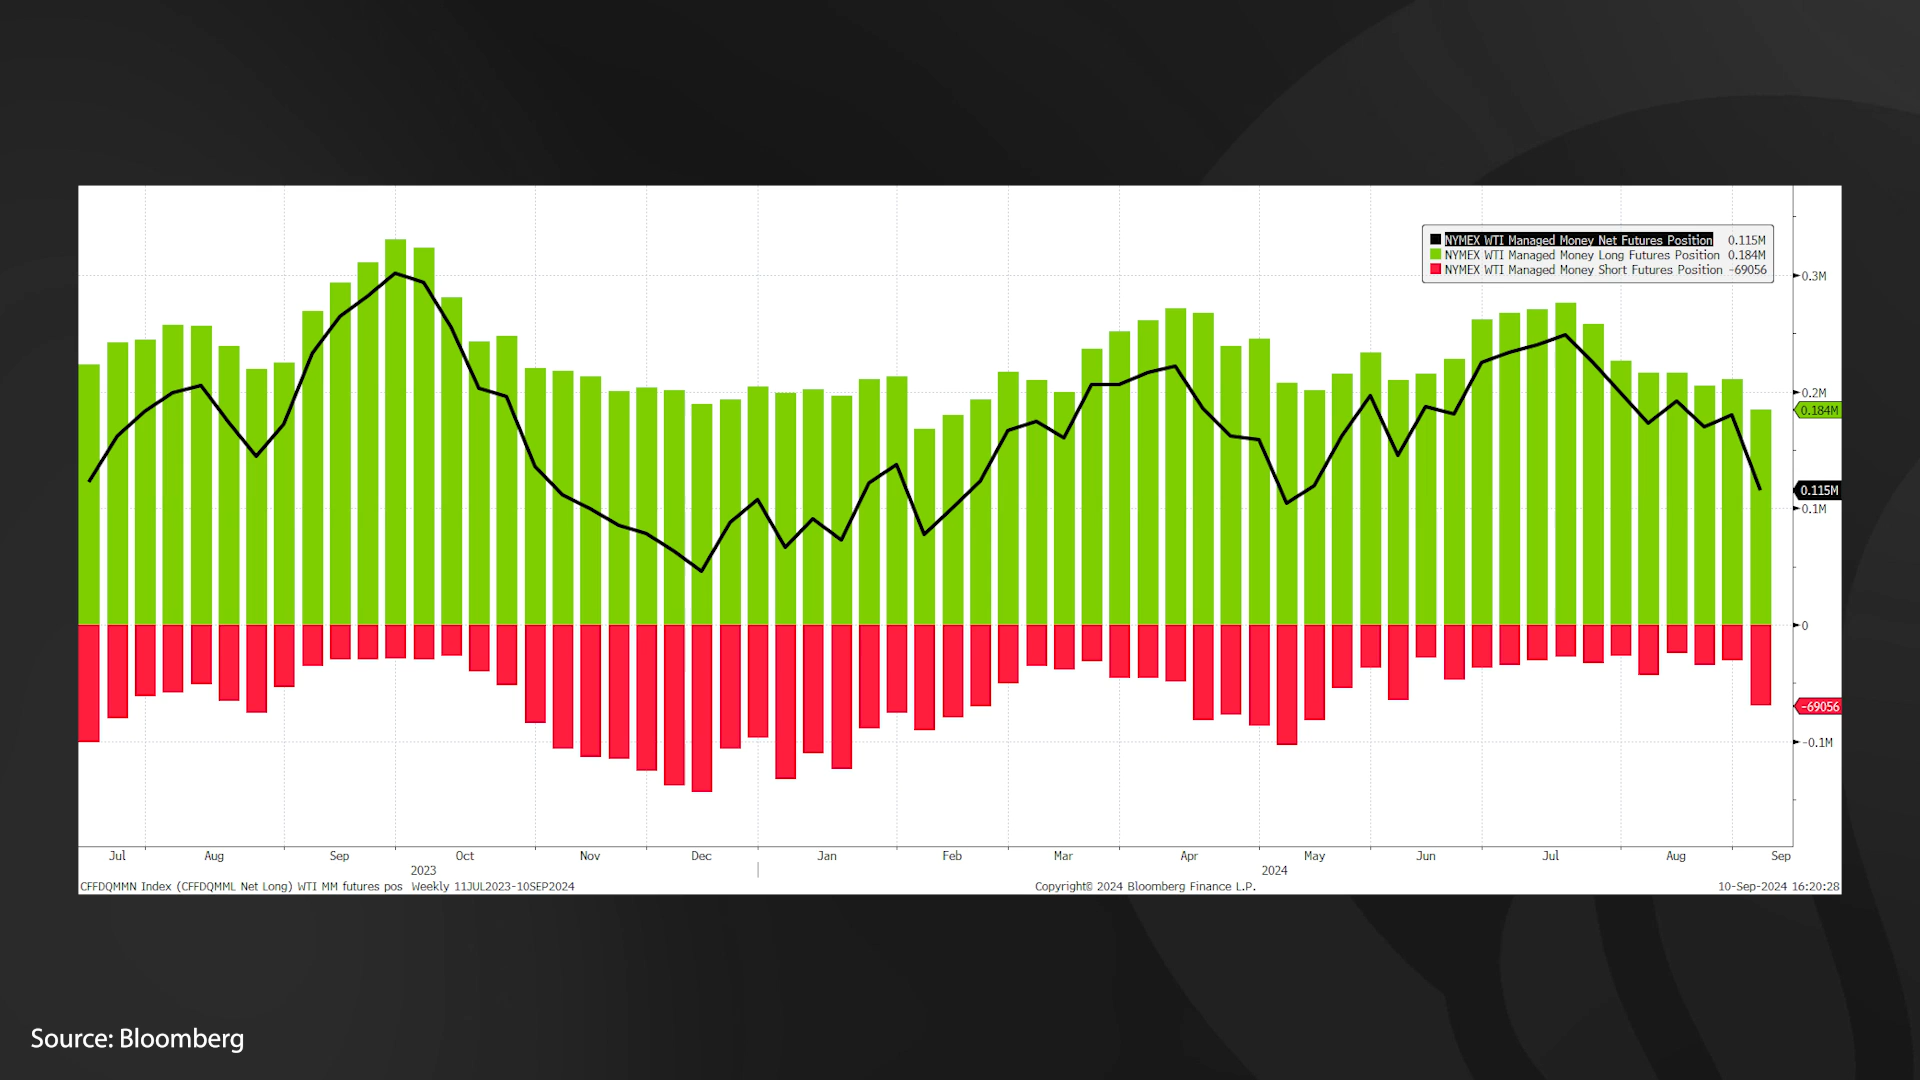 NYMEX WTI Managed Money Net Futures Position 0.115M
NYMEX WTI Managed Money Long Futures Position 0.184M
NYMEX WTI Managed Money Short Futures Position -69056
0.3M
0.2M
0.184M
0.115M
0.1M
0
-69056
-0.1M
Jul Aug Sep Oct Nov Dec Jan Feb Mar Apr May Jun Jul Aug Sep
2023 2024
CFFDQMMN Index (CFFDQMML Net Long) WTI MM futures pos Weekly 11JUL2023-10SEP2024 Copyright© 2024 Bloomberg Finance L.P. 10-Sep-2024 16:20:28
Source: Bloomberg